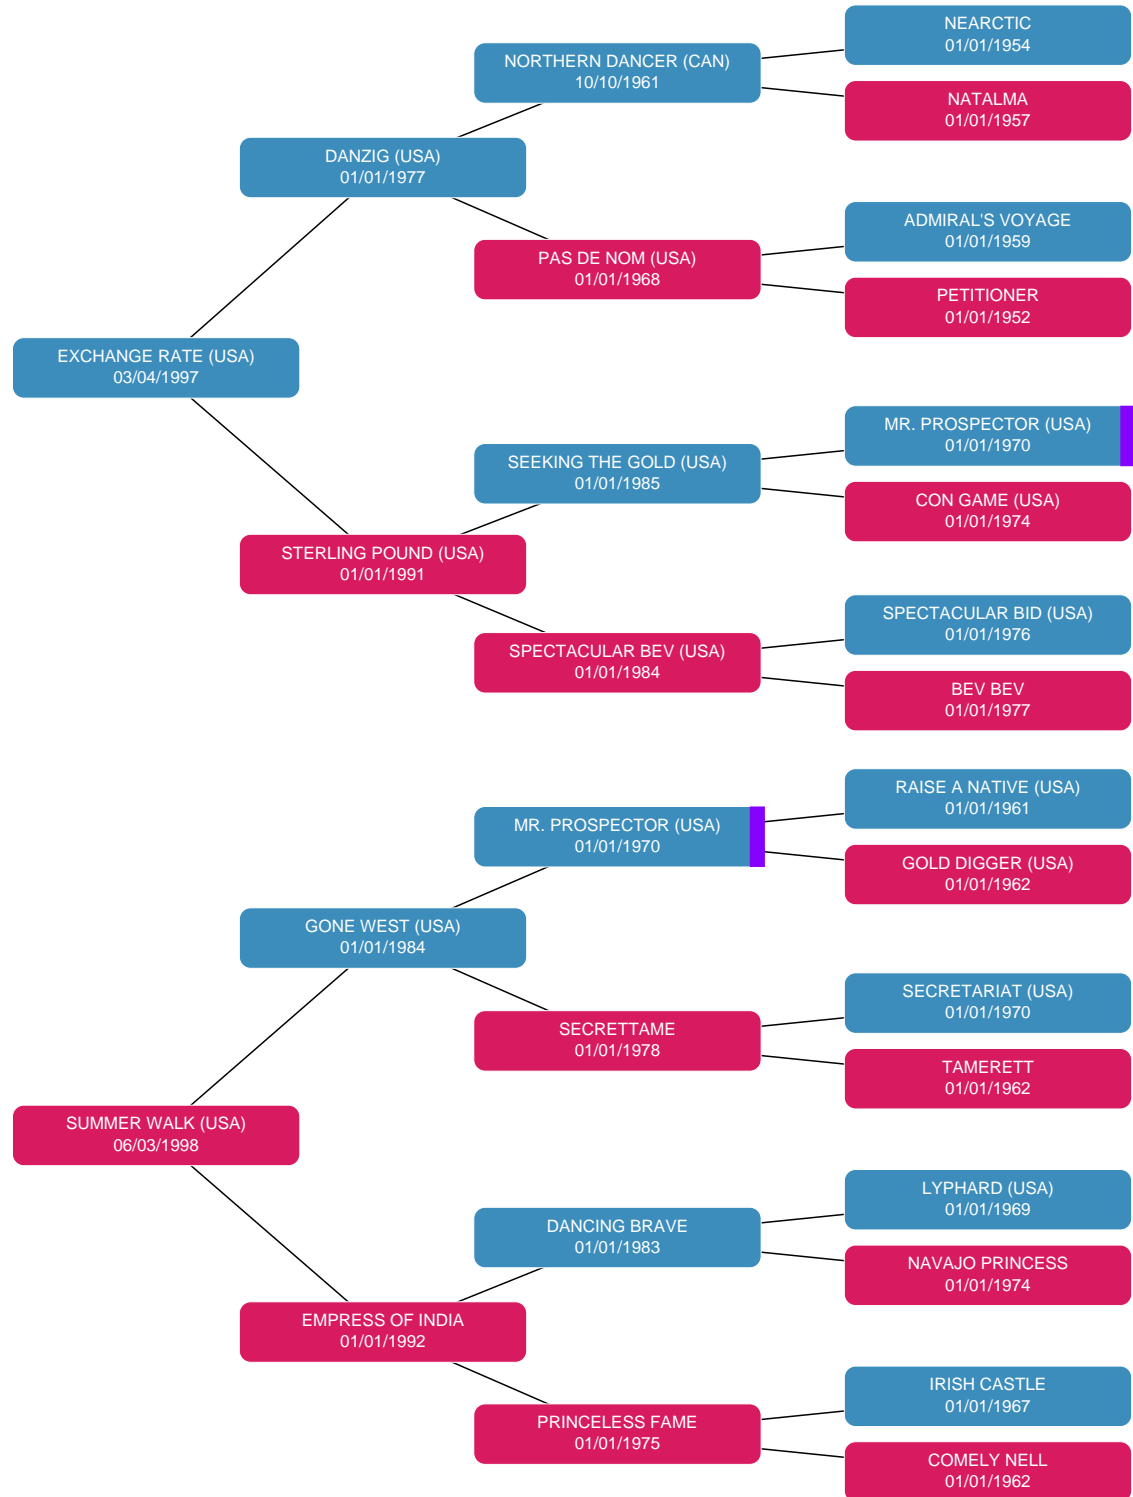 NEARCTIC
01/01/1954
NORTHERN DANCER (CAN)
10/10/1961
NATALMA
01/01/1957
DANZIG (USA)
01/01/1977
ADMIRAL'S VOYAGE
01/01/1959
PAS DE NOM (USA)
01/01/1968
PETITIONER
01/01/1952
EXCHANGE RATE (USA)
03/04/1997
MR. PROSPECTOR (USA)
01/01/1970
SEEKING THE GOLD (USA)
01/01/1985
CON GAME (USA)
01/01/1974
STERLING POUND (USA)
01/01/1991
SPECTACULAR BID (USA)
01/01/1976
SPECTACULAR BEV (USA)
01/01/1984
BEV BEV
01/01/1977
RAISE A NATIVE (USA)
01/01/1961
MR. PROSPECTOR (USA)
01/01/1970
GOLD DIGGER (USA)
01/01/1962
GONE WEST (USA)
01/01/1984
SECRETARIAT (USA)
01/01/1970
SECRETTAME
01/01/1978
TAMERETT
01/01/1962
SUMMER WALK (USA)
06/03/1998
LYPHARD (USA)
01/01/1969
DANCING BRAVE
01/01/1983
NAVAJO PRINCESS
01/01/1974
EMPRESS OF INDIA
01/01/1992
IRISH CASTLE
01/01/1967
PRINCELESS FAME
01/01/1975
COMELY NELL
01/01/1962